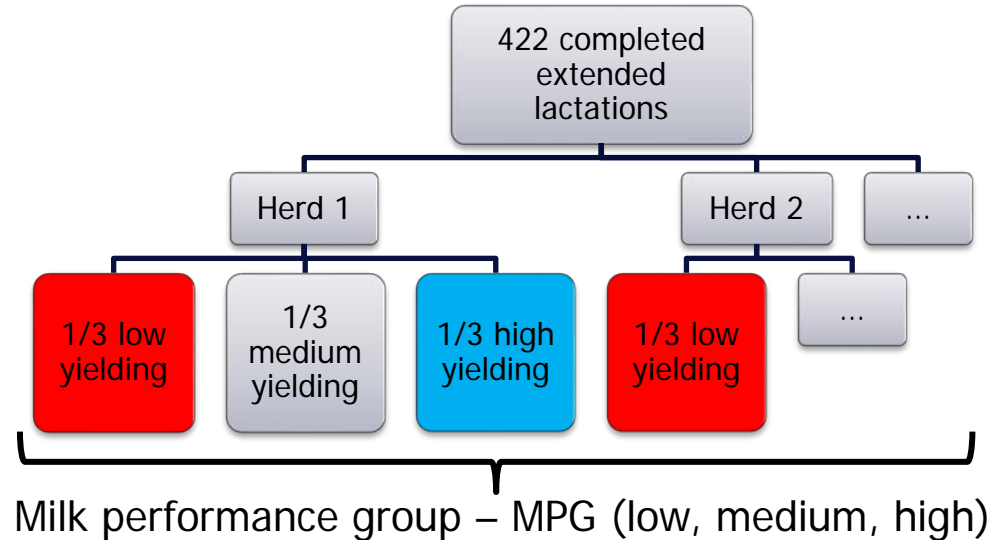 422 completed
extended
lactations
Herd 1
Herd 2
...
1/3 low
yielding
1/3
medium
yielding
1/3 high
yielding
1/3 low
yielding
...
Milk performance group – MPG (low, medium, high)